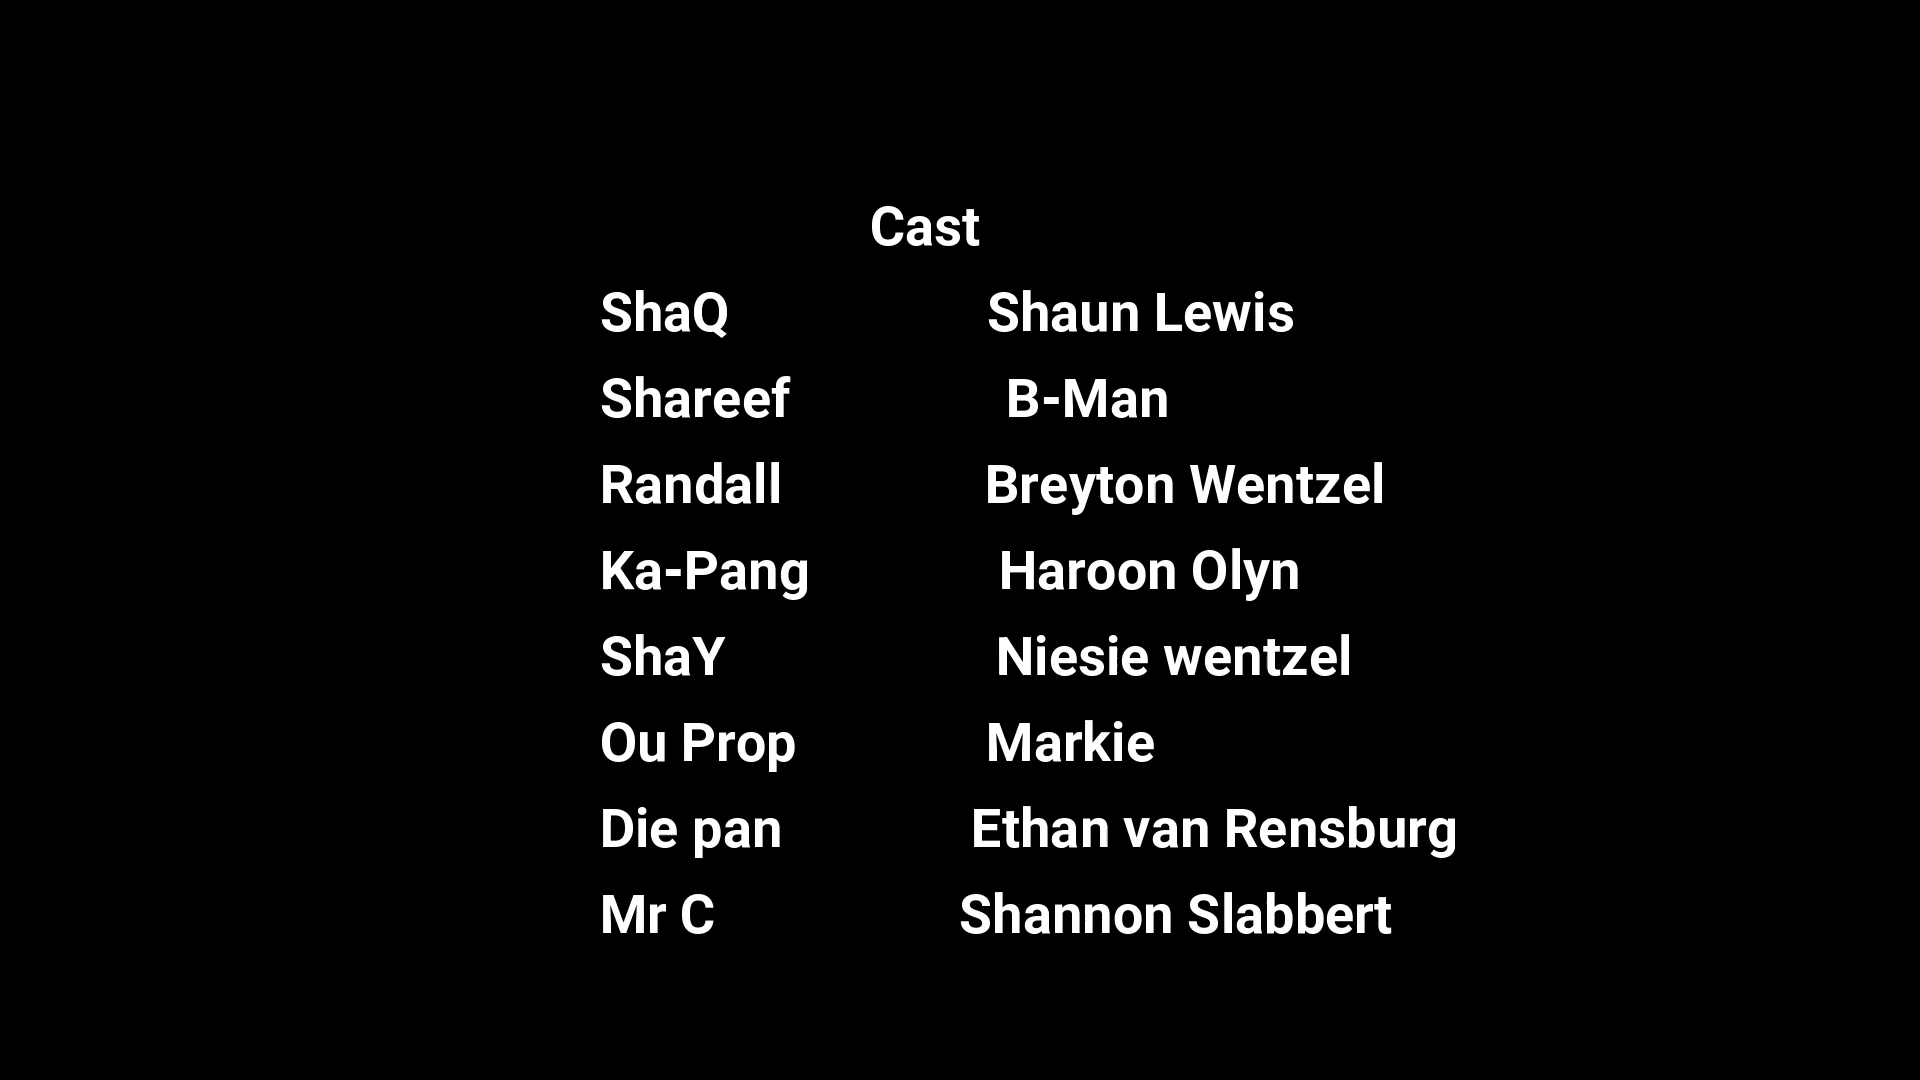 Cast
ShaQ Shaun Lewis
Shareef B-Man
Randall Breyton Wentzel
Ka-Pang Haroon Olyn
ShaY Niesie wentzel
Ou Prop Markie
Die pan Ethan van Rensburg
Mr C Shannon Slabbert